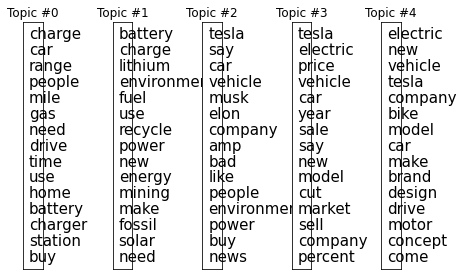 Topic #0
charge
car
range
people
mile
gas
need
drive
time
use
home
battery
charger
station
buy
Topic #1
battery
charge
lithium
environmen
fuel
use
recycle
power
new
energy
mining
make
fossil
solar
need
Topic #2
tesla
say
car
vehicle
musk
elon
company
amp
bad
like
people
environmen
power
buy
news
Topic #3
tesla
electric
price
vehicle
car
year
sale
say
new
model
cut
market
sell
company
percent
Topic #4
electric
new
vehicle
tesla
company
bike
model
car
make
brand
design
drive
motor
concept
come